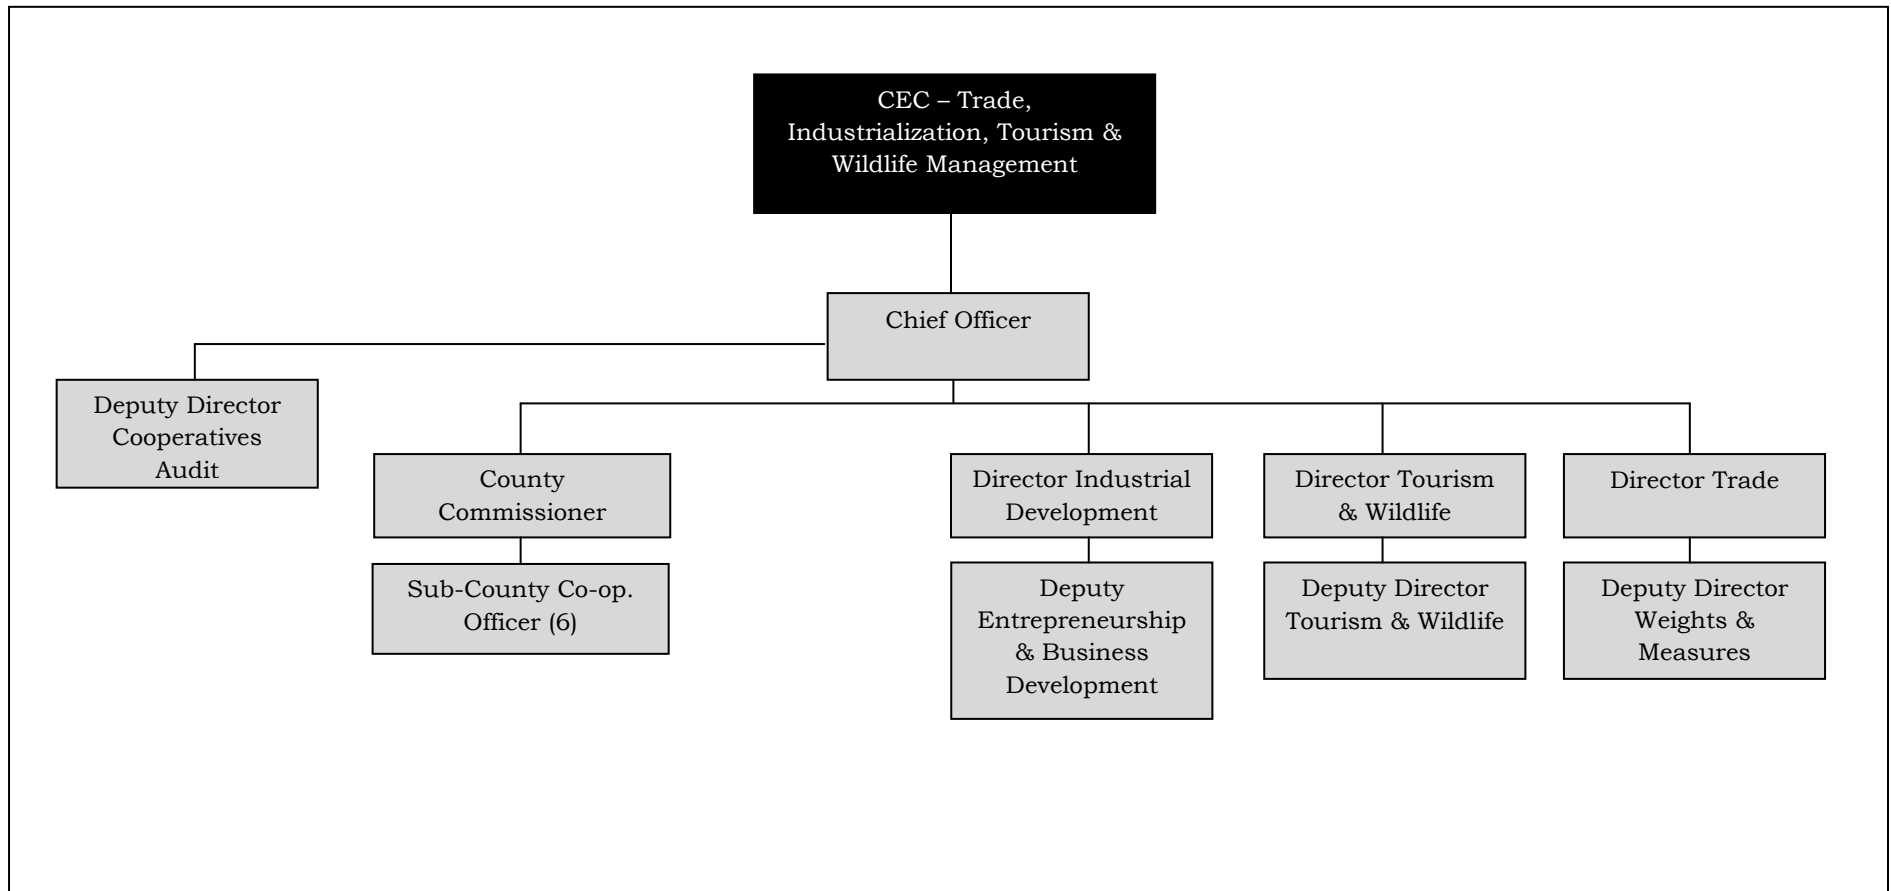 CEC – Trade,
Industrialization, Tourism &
Wildlife Management
Chief Officer
Deputy Director
Cooperatives
Audit
County
Commissioner
Director Industrial
Development
Director Tourism
& Wildlife
Director Trade
Sub-County Co-op.
Officer (6)
Deputy
Entrepreneurship
& Business
Development
Deputy Director
Tourism & Wildlife
Deputy Director
Weights &
Measures